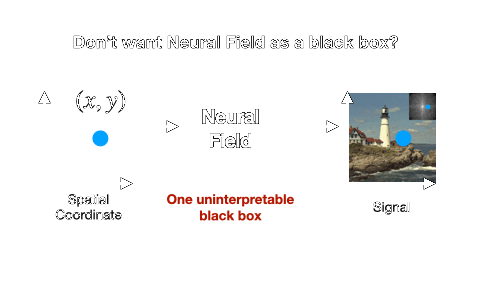 Don't want Neural Field as a black box?
(x, y)
Neural
Field
Spatial
Coordinate
One uninterpretable
black box
Signal